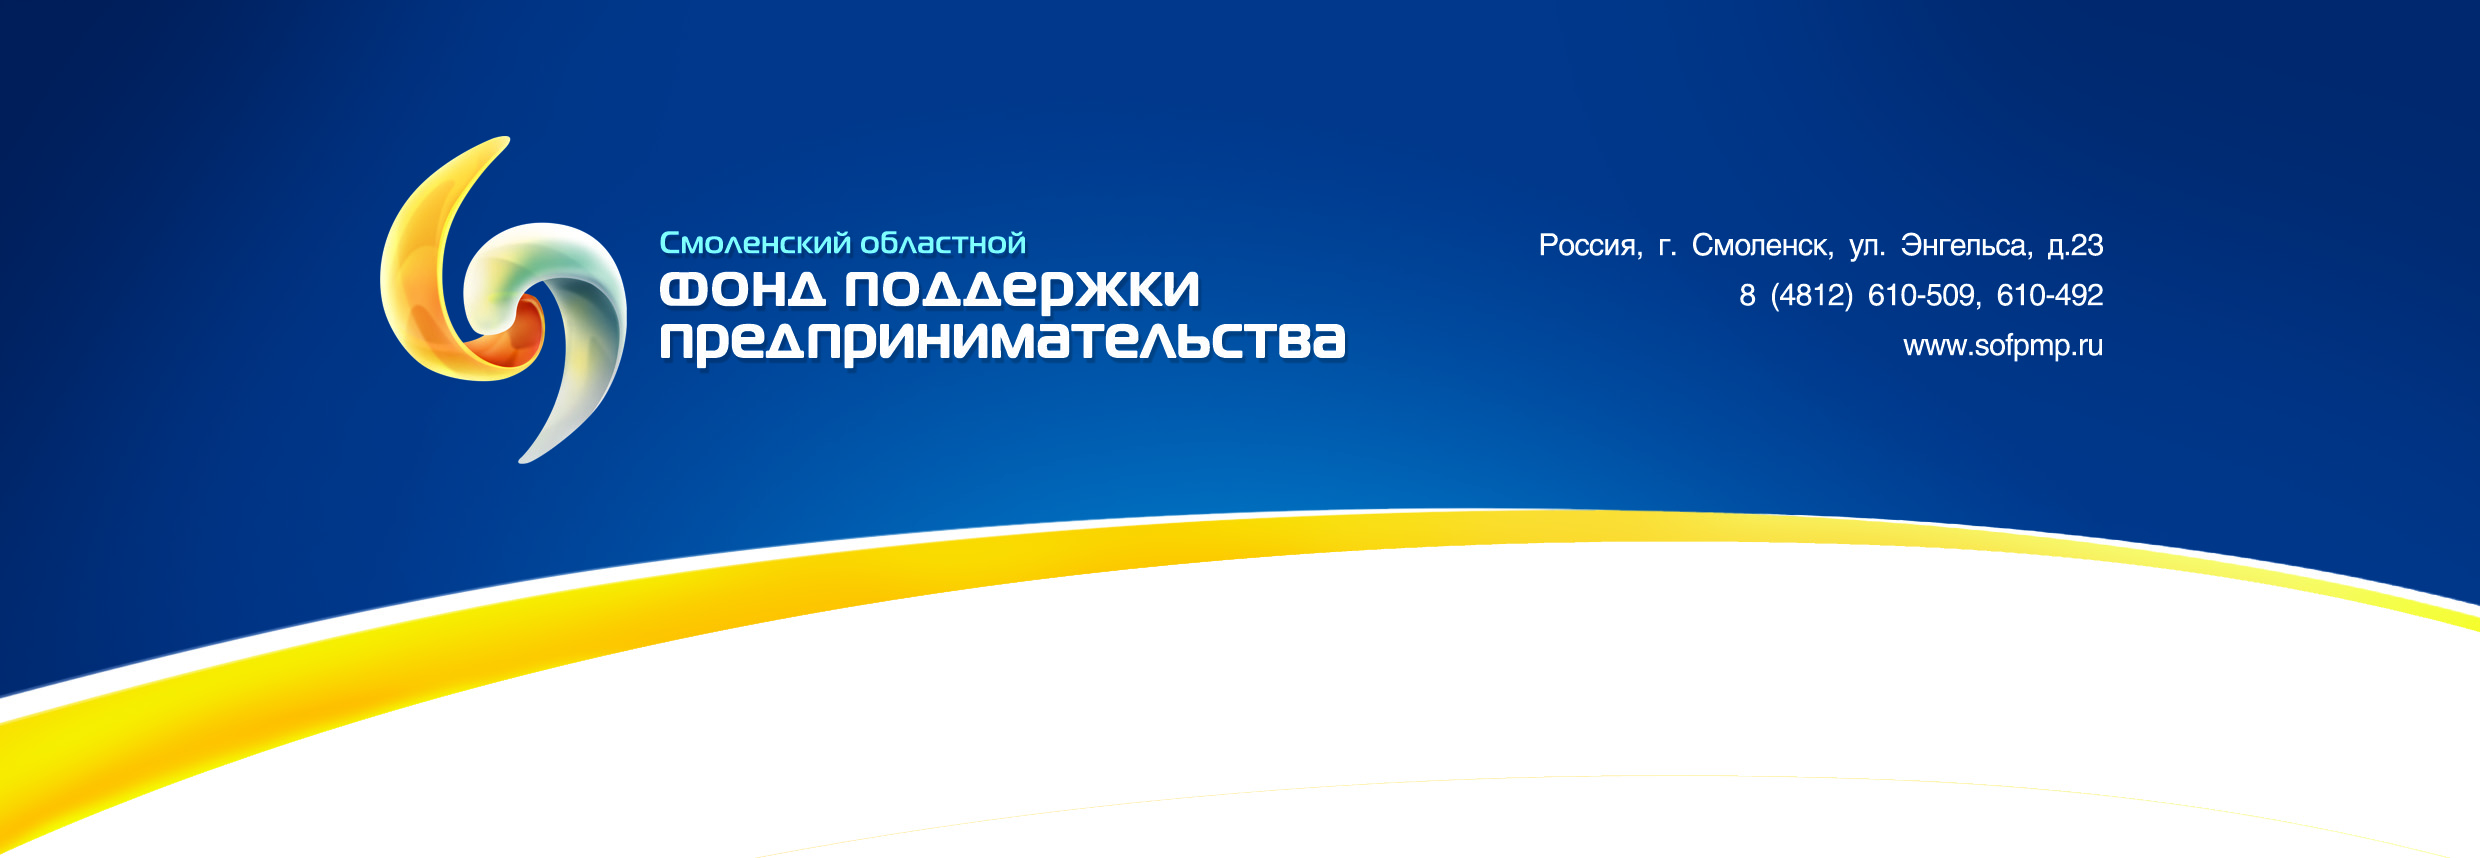 Смоленский областной
фонд поддержки
предпринимательства
Россия, г. Смоленск, ул. Энгельса, д.23
8 (4812) 610-509, 610-492
www.sofpmp.ru